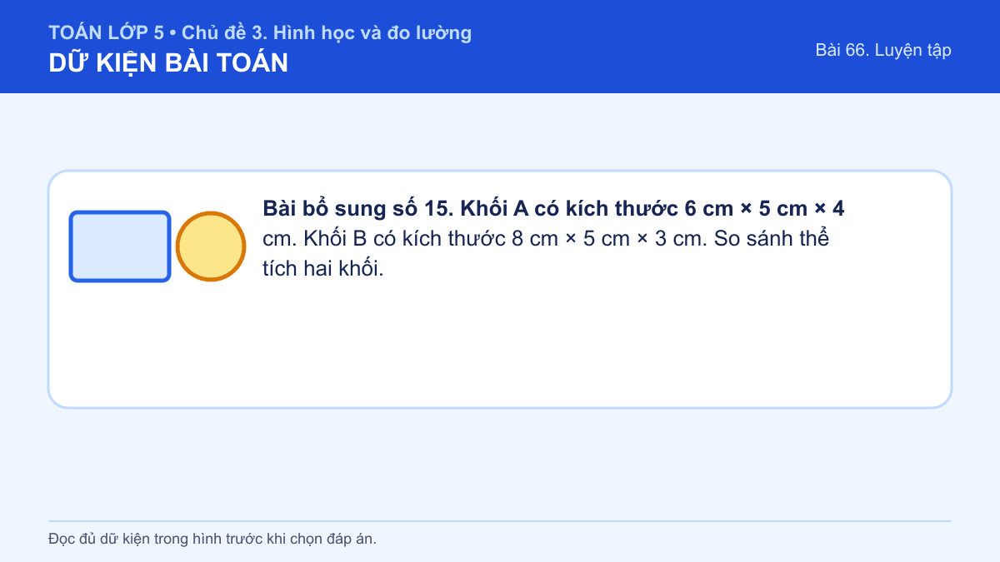 TOÁN LỚP 5 • Chủ đề 3. Hình học và đo lường
DỮ KIỆN BÀI TOÁN
Bài 66. Luyện tập
Bài bổ sung số 15. Khối A có kích thước 6 cm × 5 cm × 4
cm. Khối B có kích thước 8 cm × 5 cm × 3 cm. So sánh thể
tích hai khối.
Đọc đủ dữ kiện trong hình trước khi chọn đáp án.